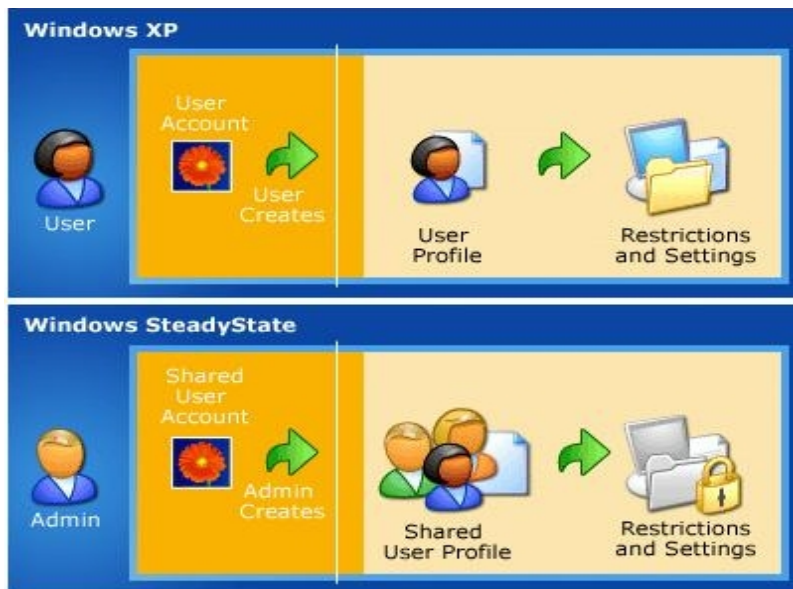 Windows XP
User
Account
User
Creates
User
User
Profile
Restrictions
and Settings
Windows SteadyState
Shared
User
Account
Admin
Creates
Admin
Shared
User Profile
Restrictions
and Settings